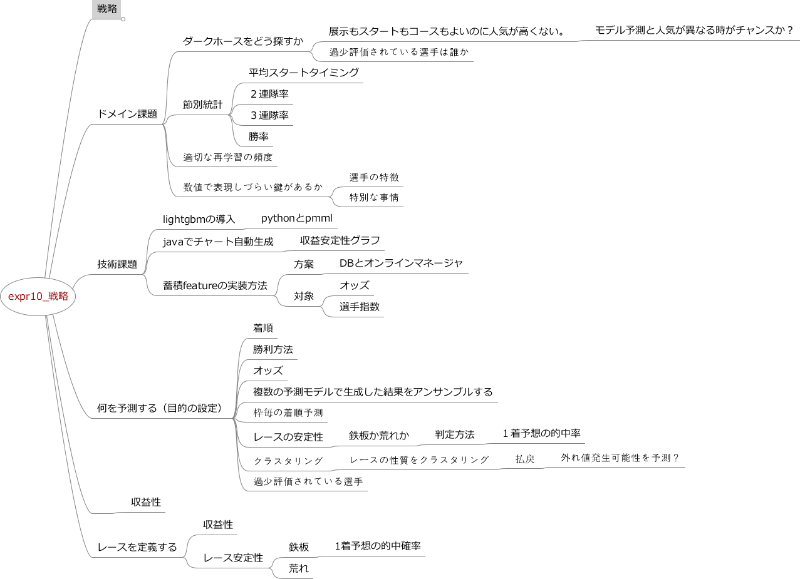 戦略
ダークホースをどう探すか
展示もスタートもコースもよいのに人気が高くない。
モデル予測と人気が異なる時がチャンスか？
過少評価されている選手は誰か
ドメイン課題
節別統計
平均スタートタイミング
２連隊率
３連隊率
勝率
適切な再学習の頻度
数値で表現しづらい鍵があるか
選手の特徴
特別な事情
expr10_戦略
技術課題
lightgbmの導入
pythonとpmml
javaでチャート自動生成
収益安定性グラフ
蓄積featureの実装方法
方案
DBとオンラインマネージャ
対象
オッズ
選手指数
何を予測する（目的の設定）
着順
勝利方法
オッズ
複数の予測モデルで生成した結果をアンサンブルする
枠毎の着順予測
レースの安定性
鉄板か荒れか
判定方法
１着予想的中率
クラスタリング
レースの性質をクラスタリング
払戻
外れ値発生可能性を予測？
過少評価されている選手
収益性
レースを定義する
収益性
レース安定性
鉄板
1着予想の的中確率
荒れ